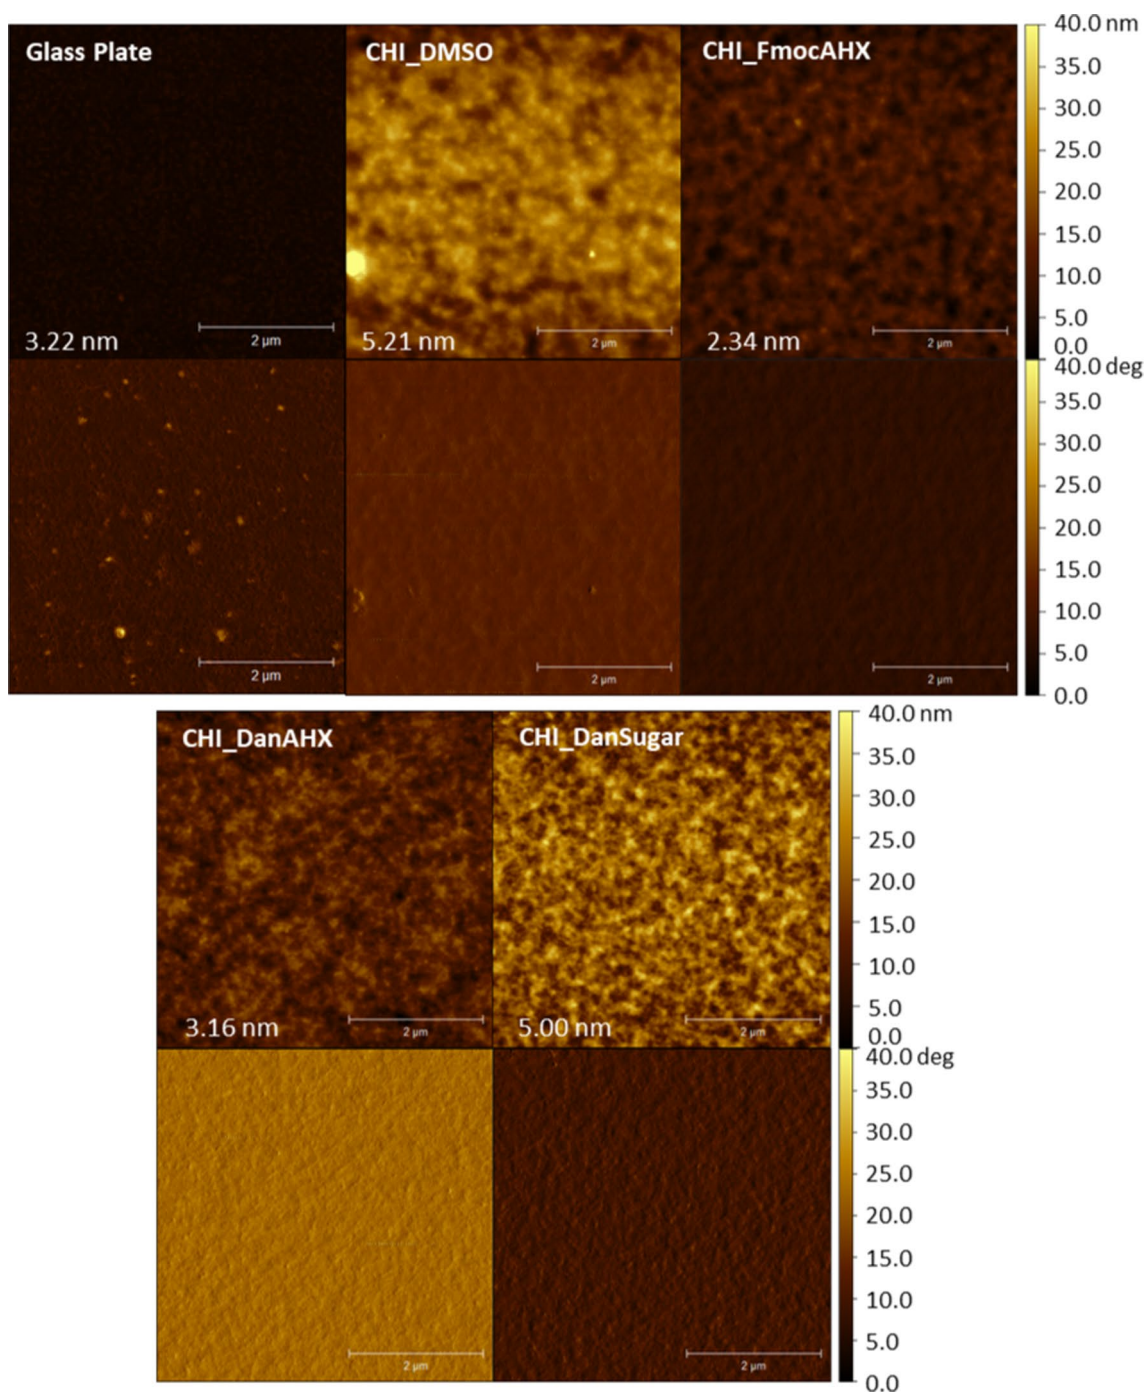 Glass Plate
CHI_DMSO
CHI_FmocAHX
3.22 nm
2 µm
5.21 nm
2 µm
2.34 nm
2 µm
40.0 nm
35.0
30.0
25.0
20.0
15.0
10.0
5.0
0.0
2 µm
2 µm
2 µm
40.0 deg
35.0
30.0
25.0
20.0
15.0
10.0
5.0
0.0
CHI_DanAHX
CHI_DanSugar
3.16 nm
2 µm
5.00 nm
2 µm
40.0 nm
35.0
30.0
25.0
20.0
15.0
10.0
5.0
0.0
2 µm
2 µm
40.0 deg
35.0
30.0
25.0
20.0
15.0
10.0
5.0
0.0